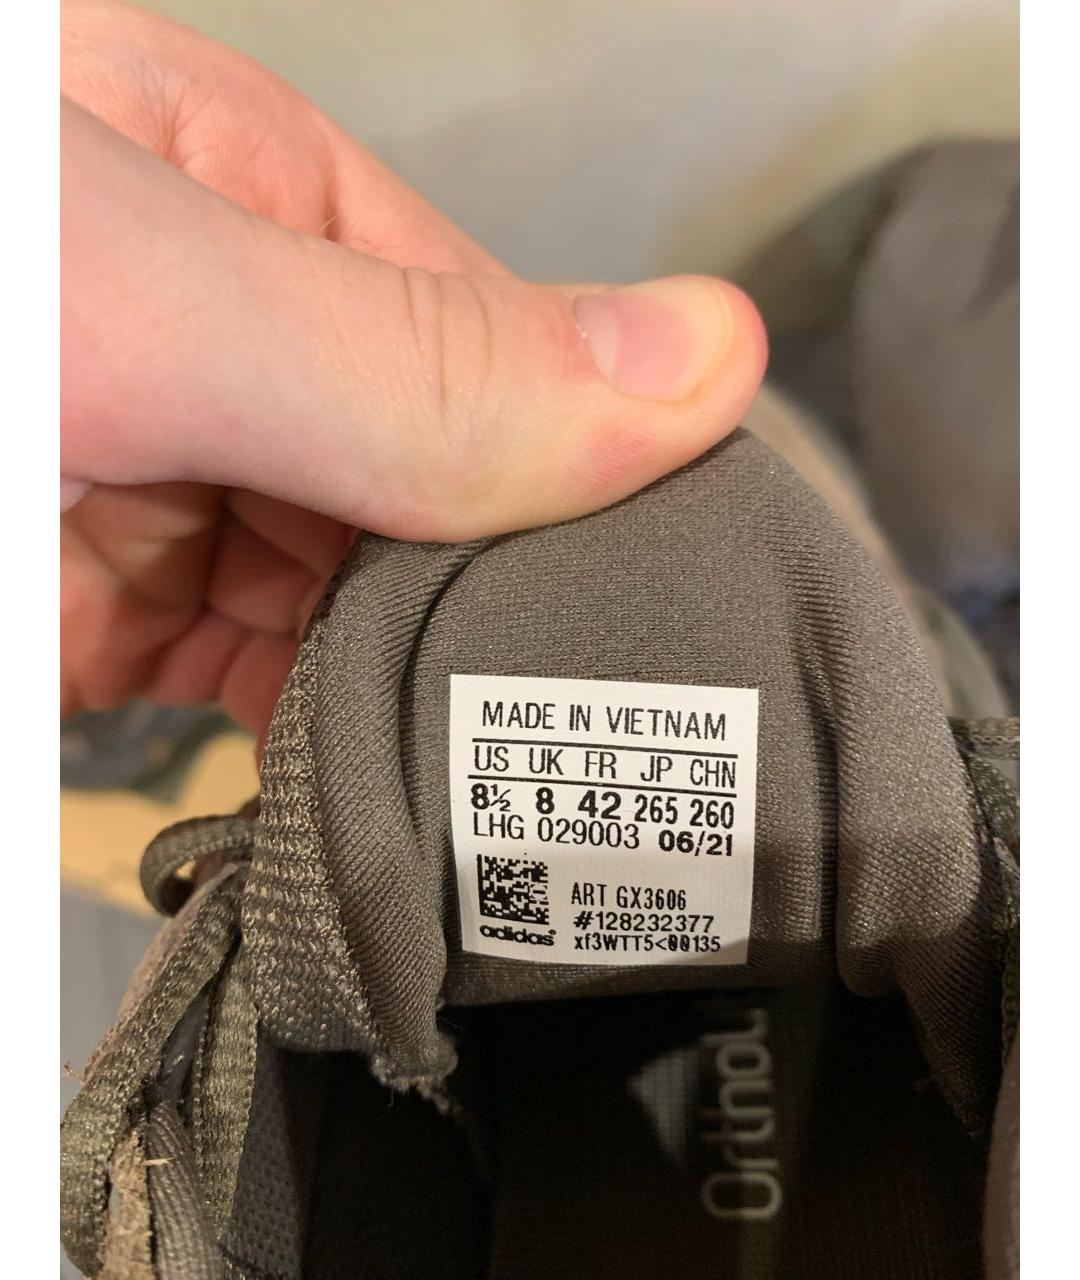 MADE IN VIETNAM
US UK FR JP CHN
8½ 8 42 265 260
LHG 029003 06/21
ART GX3606
#128232377
xf3WTT5<00135
adidas